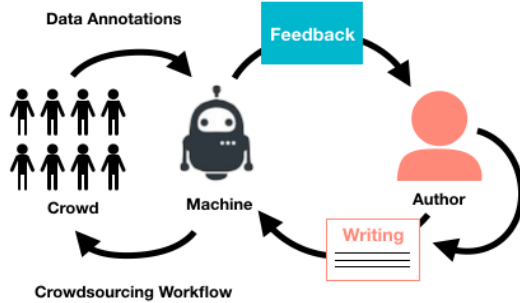 Data Annotations
Feedback
Crowd
Machine
Author
Writing
Crowdsourcing Workflow